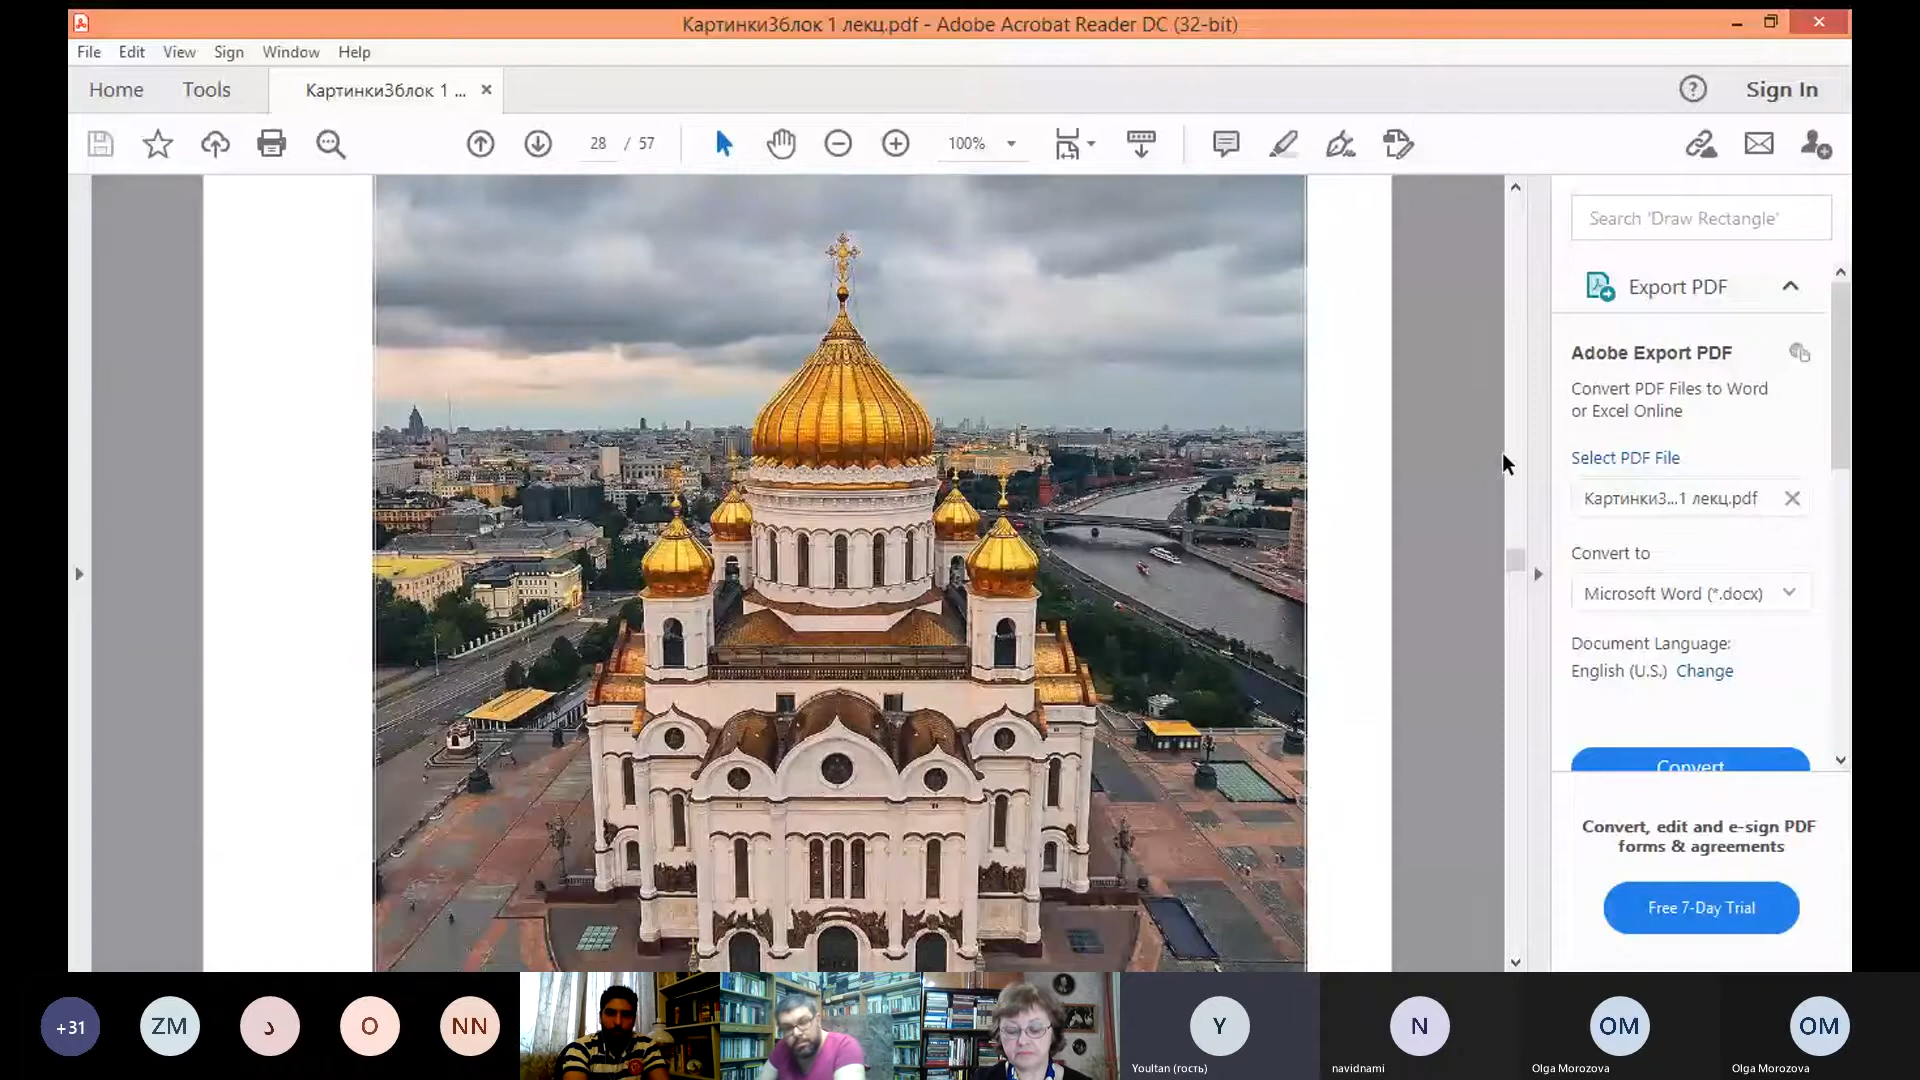 Картинки3блок 1 лекц.pdf - Adobe Acrobat Reader DC (32-bit)
File Edit View Sign Window Help
Home Tools Картинки3блок 1 ... Sign In
28 / 57 100%
Search 'Draw Rectangle'
Export PDF
Adobe Export PDF
Convert PDF Files to Word
or Excel Online
Select PDF File
Картинки3...1 лекц.pdf
Convert to
Microsoft Word (*.docx)
Document Language:
English (U.S.) Change
Convert
Convert, edit and e-sign PDF
forms & agreements
Free 7-Day Trial
+31 ZM د O NN Y N OM OM
Youltan (гость) navidnami Olga Morozova Olga Morozova